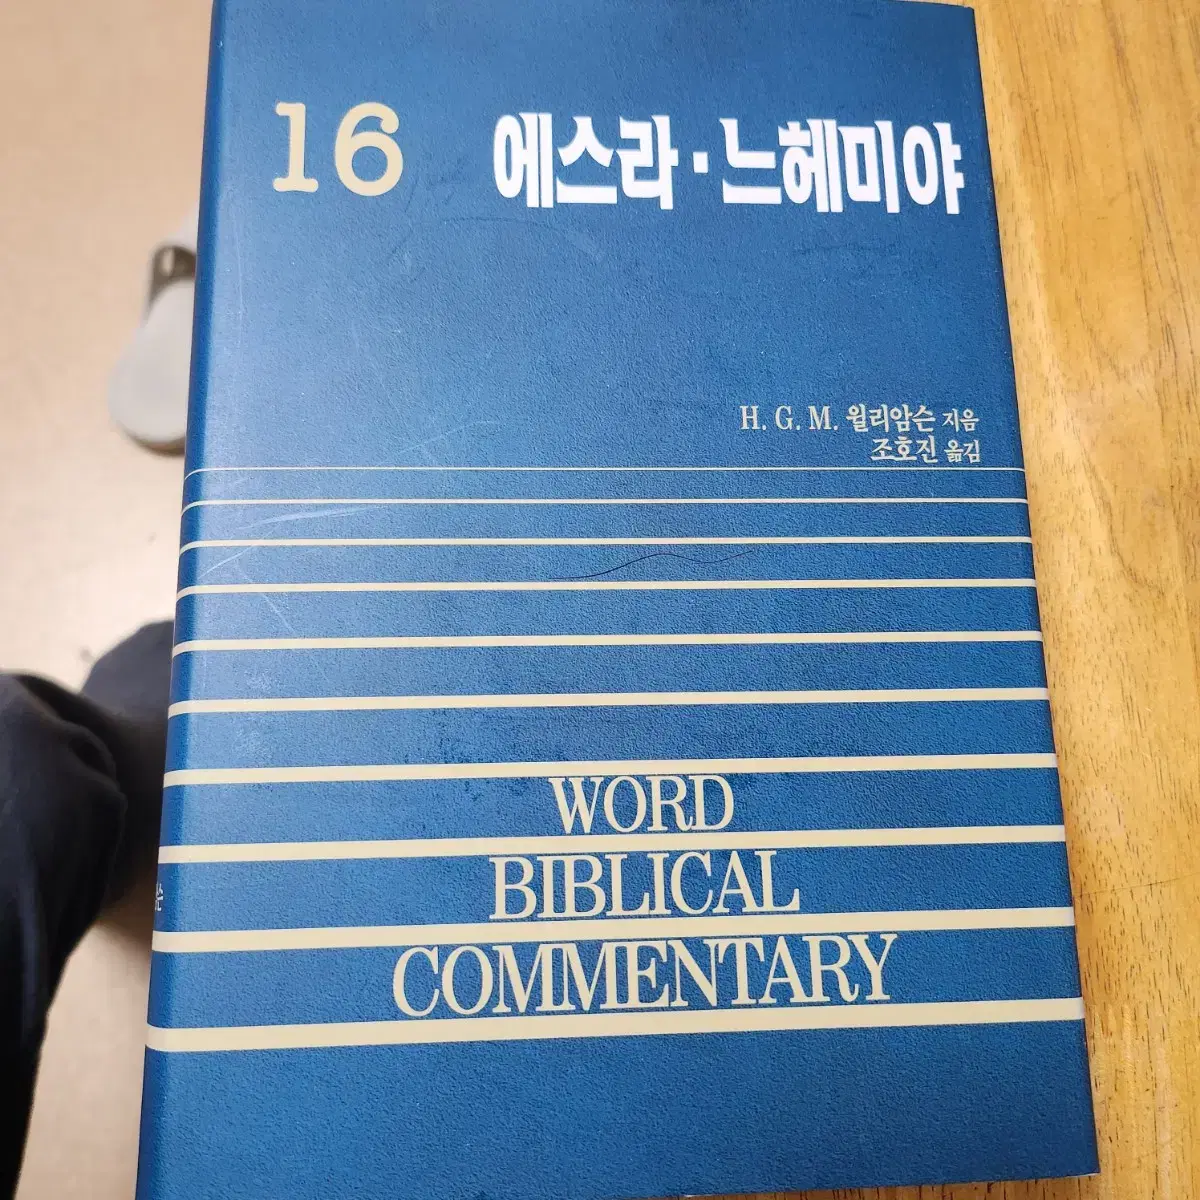 16 에스라·느헤미야
H. G. M. 윌리암슨 지음
조호진 옮김
WORD
BIBLICAL
COMMENTARY